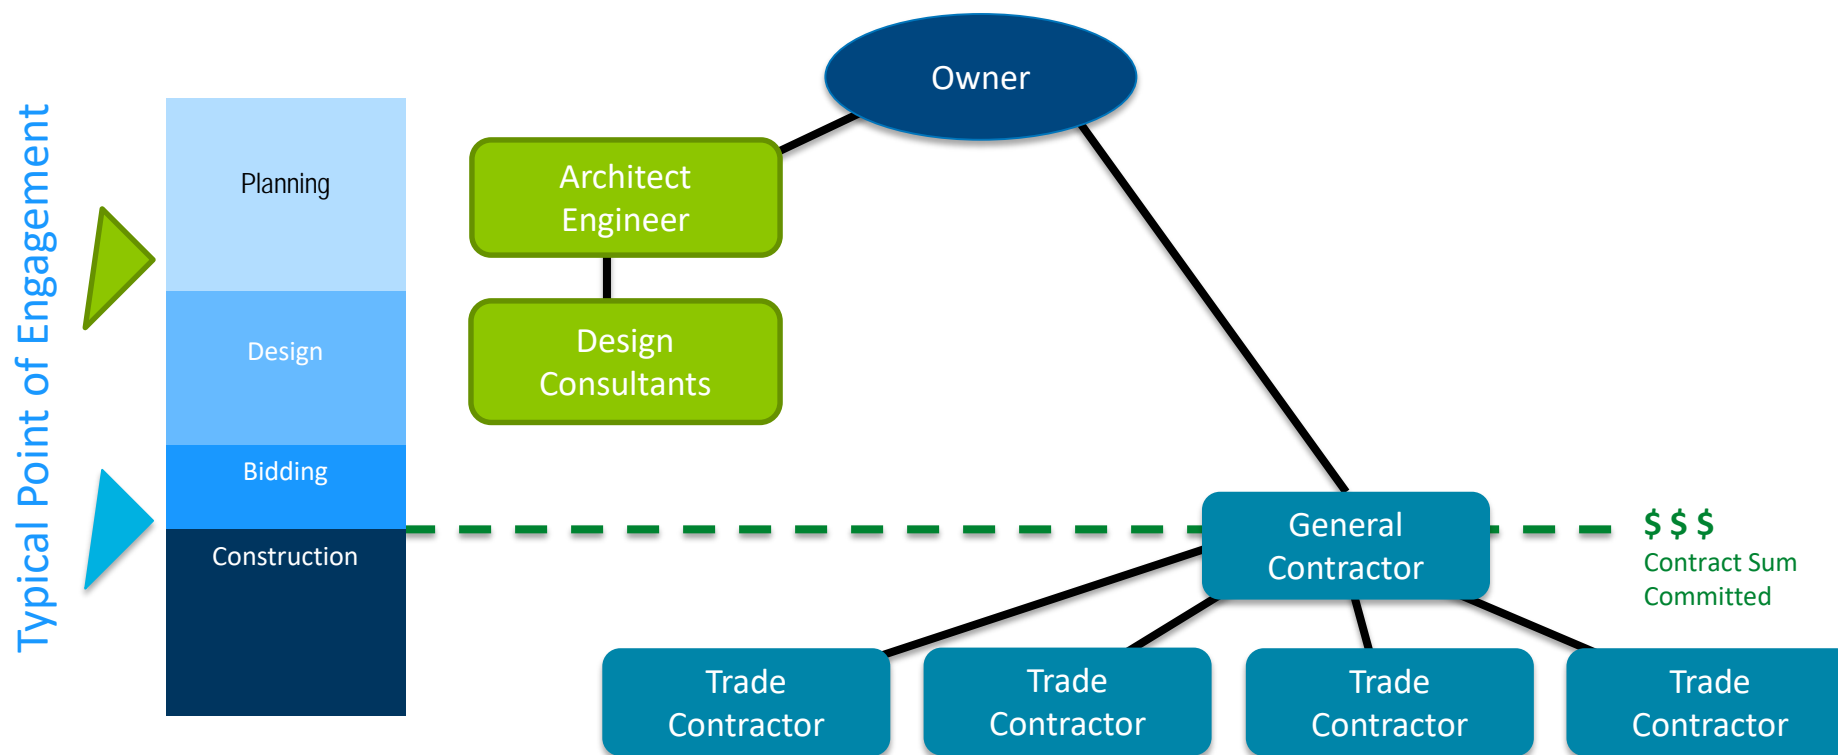 Typical Point of Engagement
Planning
Design
Bidding
Construction
Owner
Architect
Engineer
Design
Consultants
General
Contractor
$ $ $
Contract Sum
Committed
Trade
Contractor
Trade
Contractor
Trade
Contractor
Trade
Contractor